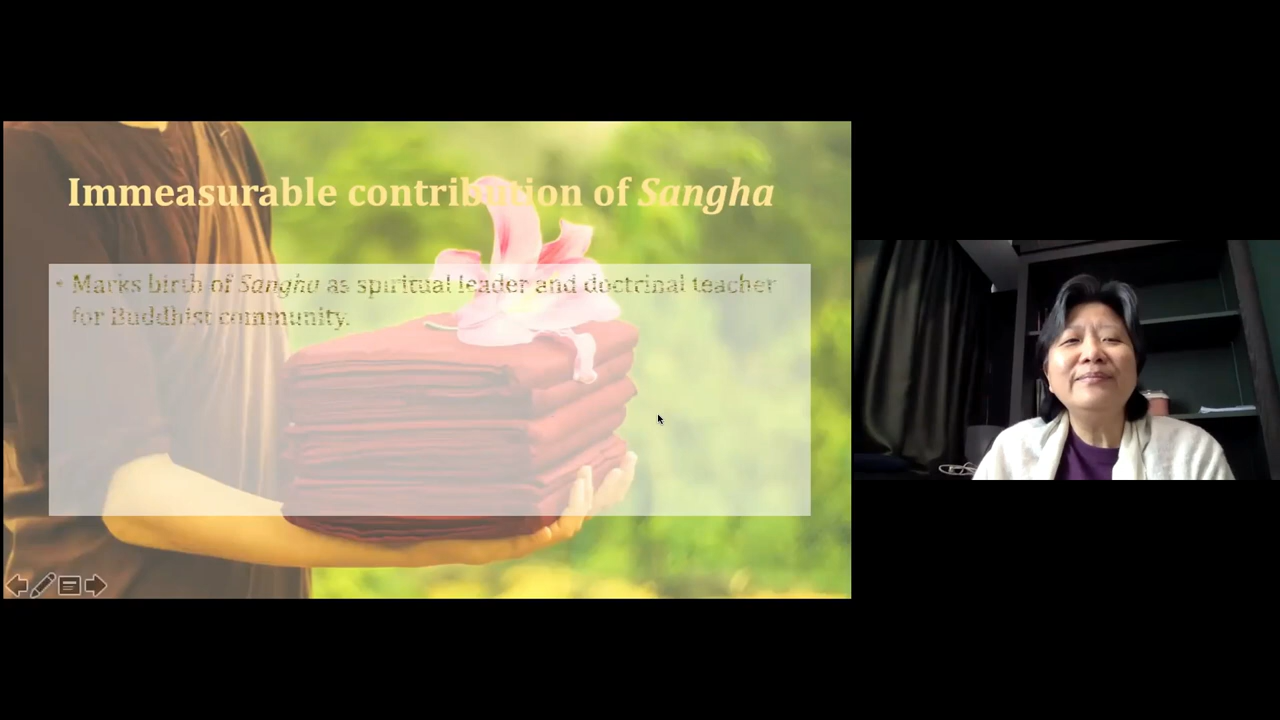 Immeasurable contribution of Sangha
• Marks birth of Sangha as spiritual leader and doctrinal teacher
for Buddhist community.